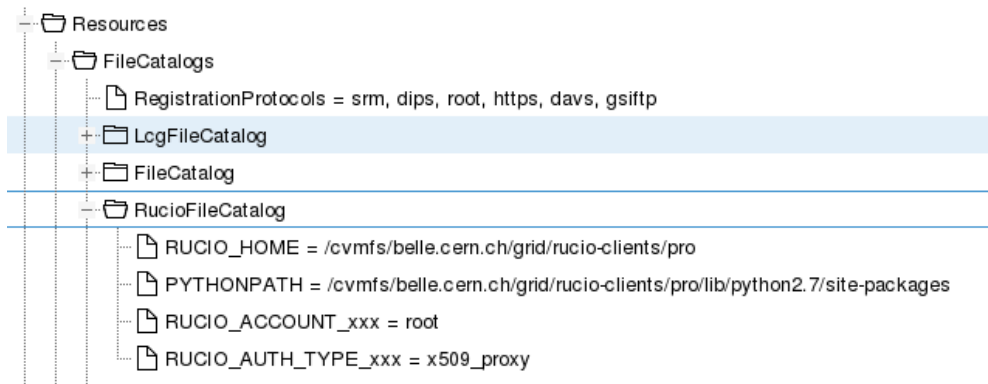 Resources
FileCatalogs
RegistrationProtocols = srm, dips, root, https, davs, gsiftp
LcgFileCatalog
FileCatalog
RucioFileCatalog
RUCIO_HOME = /cvmfs/belle.cern.ch/grid/rucio-clients/pro
PYTHONPATH = /cvmfs/belle.cern.ch/grid/rucio-clients/pro/lib/python2.7/site-packages
RUCIO_ACCOUNT_xxx = root
RUCIO_AUTH_TYPE_xxx = x509_proxy